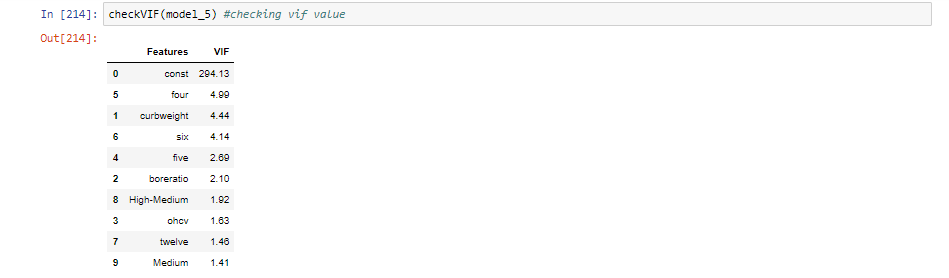 In [214]: checkVIF(model_5) #checking vif value
Out[214]:
Features VIF
0 const 294.13
5 four 4.99
1 curbweight 4.44
6 six 4.14
4 five 2.69
2 boreratio 2.10
8 High-Medium 1.92
3 ohcv 1.63
7 twelve 1.46
9 Medium 1.41